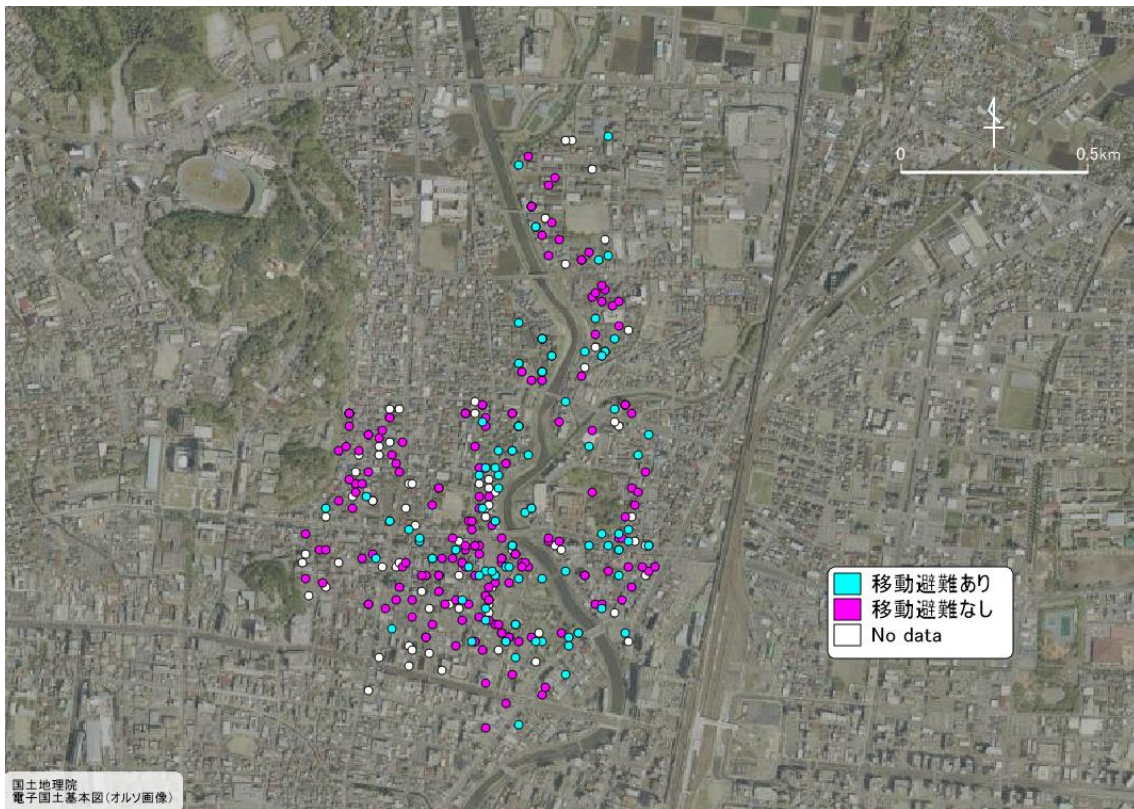 0
0.5km
移動避難あり
移動避難なし
No data
国土地理院
電子国土基本図(オルソ画像)